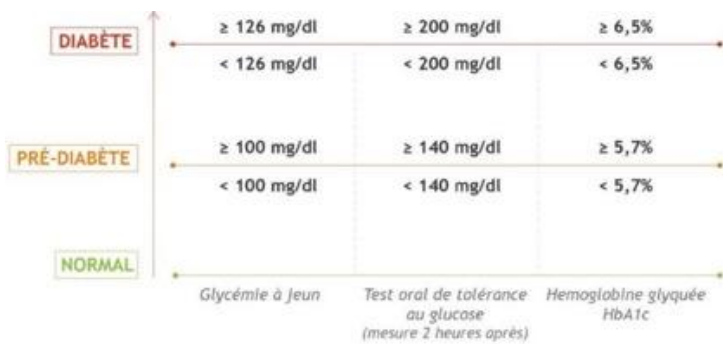 ≥ 126 mg/dl ≥ 200 mg/dl ≥ 6,5%
DIABÈTE
< 126 mg/dl < 200 mg/dl < 6,5%
≥ 100 mg/dl ≥ 140 mg/dl ≥ 5,7%
PRÉ-DIABÈTE
< 100 mg/dl < 140 mg/dl < 5,7%
NORMAL
Glycémie à Jeun
Test oral de tolérance
au glucose
(mesure 2 heures après)
Hemoglobine glyquée
HbA1c